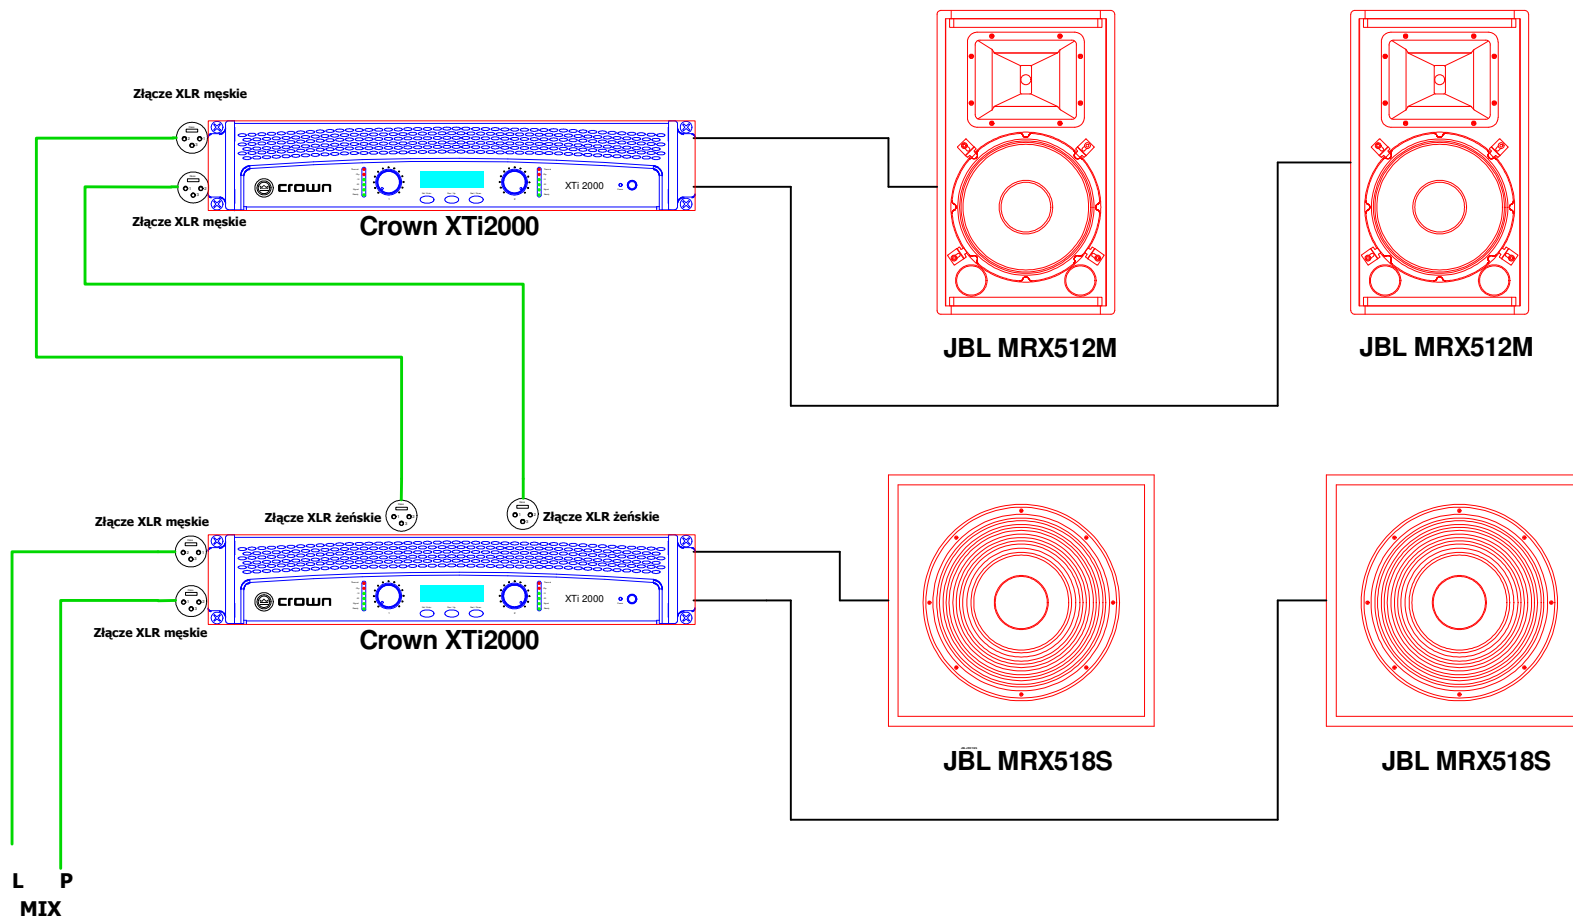 Złącze XLR męskie
crown
XTi 2000
Złącze XLR męskie
Crown XTi2000
JBL MRX512M
JBL MRX512M
Złącze XLR męskie
Złącze XLR żeńskie
Złącze XLR żeńskie
crown
XTi 2000
Złącze XLR męskie
Crown XTi2000
JBL MRX518S
JBL MRX518S
L P
MIX